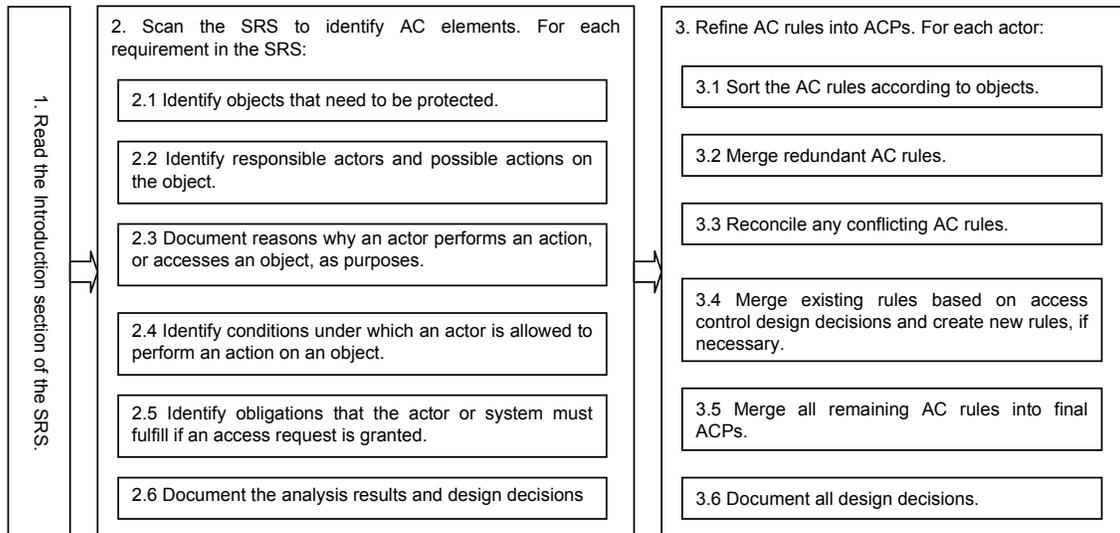 1. Read the Introduction section of the SRS.
2. Scan the SRS to identify AC elements. For each
requirement in the SRS:
2.1 Identify objects that need to be protected.
2.2 Identify responsible actors and possible actions on
the object.
2.3 Document reasons why an actor performs an action,
or accesses an object, as purposes.
2.4 Identify conditions under which an actor is allowed to
perform an action on an object.
2.5 Identify obligations that the actor or system must
fulfill if an access request is granted.
2.6 Document the analysis results and design decisions
3. Refine AC rules into ACPs. For each actor:
3.1 Sort the AC rules according to objects.
3.2 Merge redundant AC rules.
3.3 Reconcile any conflicting AC rules.
3.4 Merge existing rules based on access
control design decisions and create new rules, if
necessary.
3.5 Merge all remaining AC rules into final
ACPs.
3.6 Document all design decisions.